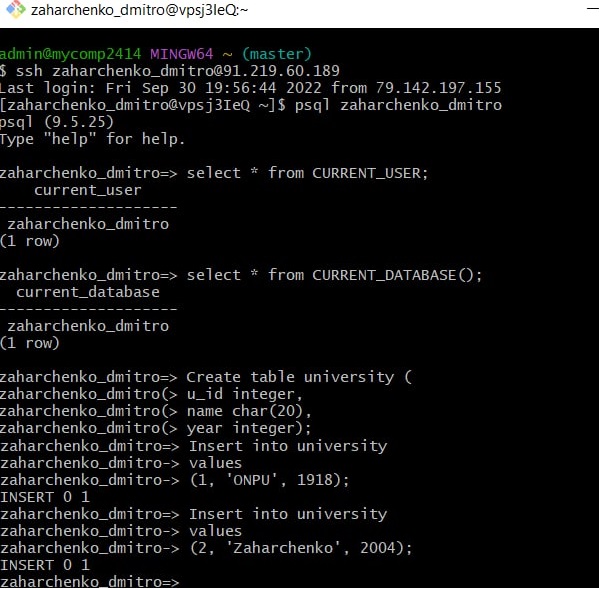 zaharchenko_dmitro@vpsj3IeQ:~
admin@mycomp2414 MINGW64 ~ (master)
$ ssh zaharchenko_dmitro@91.219.60.189
Last login: Fri Sep 30 19:56:44 2022 from 79.142.197.155
[zaharchenko_dmitro@vpsj3IeQ ~]$ psql zaharchenko_dmitro
psql (9.5.25)
Type "help" for help.
zaharchenko_dmitro=> select * from CURRENT_USER;
current_user
--------------------
zaharchenko_dmitro
(1 row)
zaharchenko_dmitro=> select * from CURRENT_DATABASE();
current_database
--------------------
zaharchenko_dmitro
(1 row)
zaharchenko_dmitro=> Create table university (
zaharchenko_dmitro(> u_id integer,
zaharchenko_dmitro(> name char(20),
zaharchenko_dmitro(> year integer);
zaharchenko_dmitro=> Insert into university
zaharchenko_dmitro-> values
zaharchenko_dmitro-> (1, 'ONPU', 1918);
INSERT 0 1
zaharchenko_dmitro=> Insert into university
zaharchenko_dmitro-> values
zaharchenko_dmitro-> (2, 'Zaharchenko', 2004);
INSERT 0 1
zaharchenko_dmitro=>